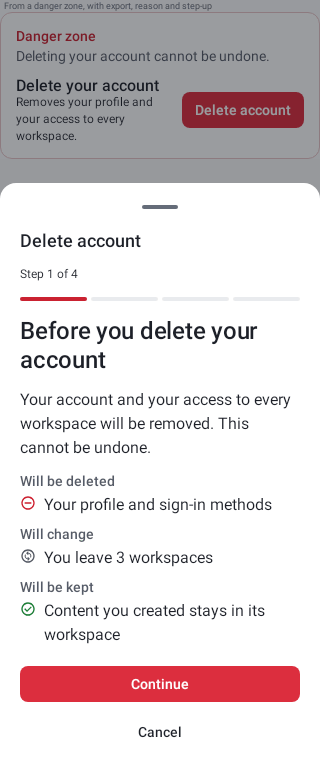 From a danger zone, with export, reason and step-up
Danger zone
Deleting your account cannot be undone.
Delete your account
Removes your profile and
your access to every
workspace.
Delete account
Delete account
Step 1 of 4
Before you delete your
account
Your account and your access to every
workspace will be removed. This
cannot be undone.
Will be deleted
Your profile and sign-in methods
Will change
You leave 3 workspaces
Will be kept
Content you created stays in its
workspace
Continue
Cancel